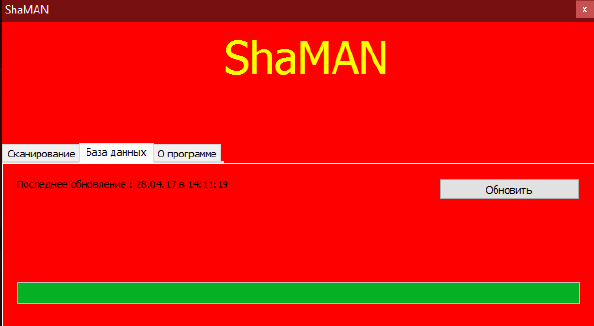 ShaMAN
x
ShaMAN
Сканирование База данных О программе
Последнее обновление : 28.04.17 в 14:11:19
Обновить